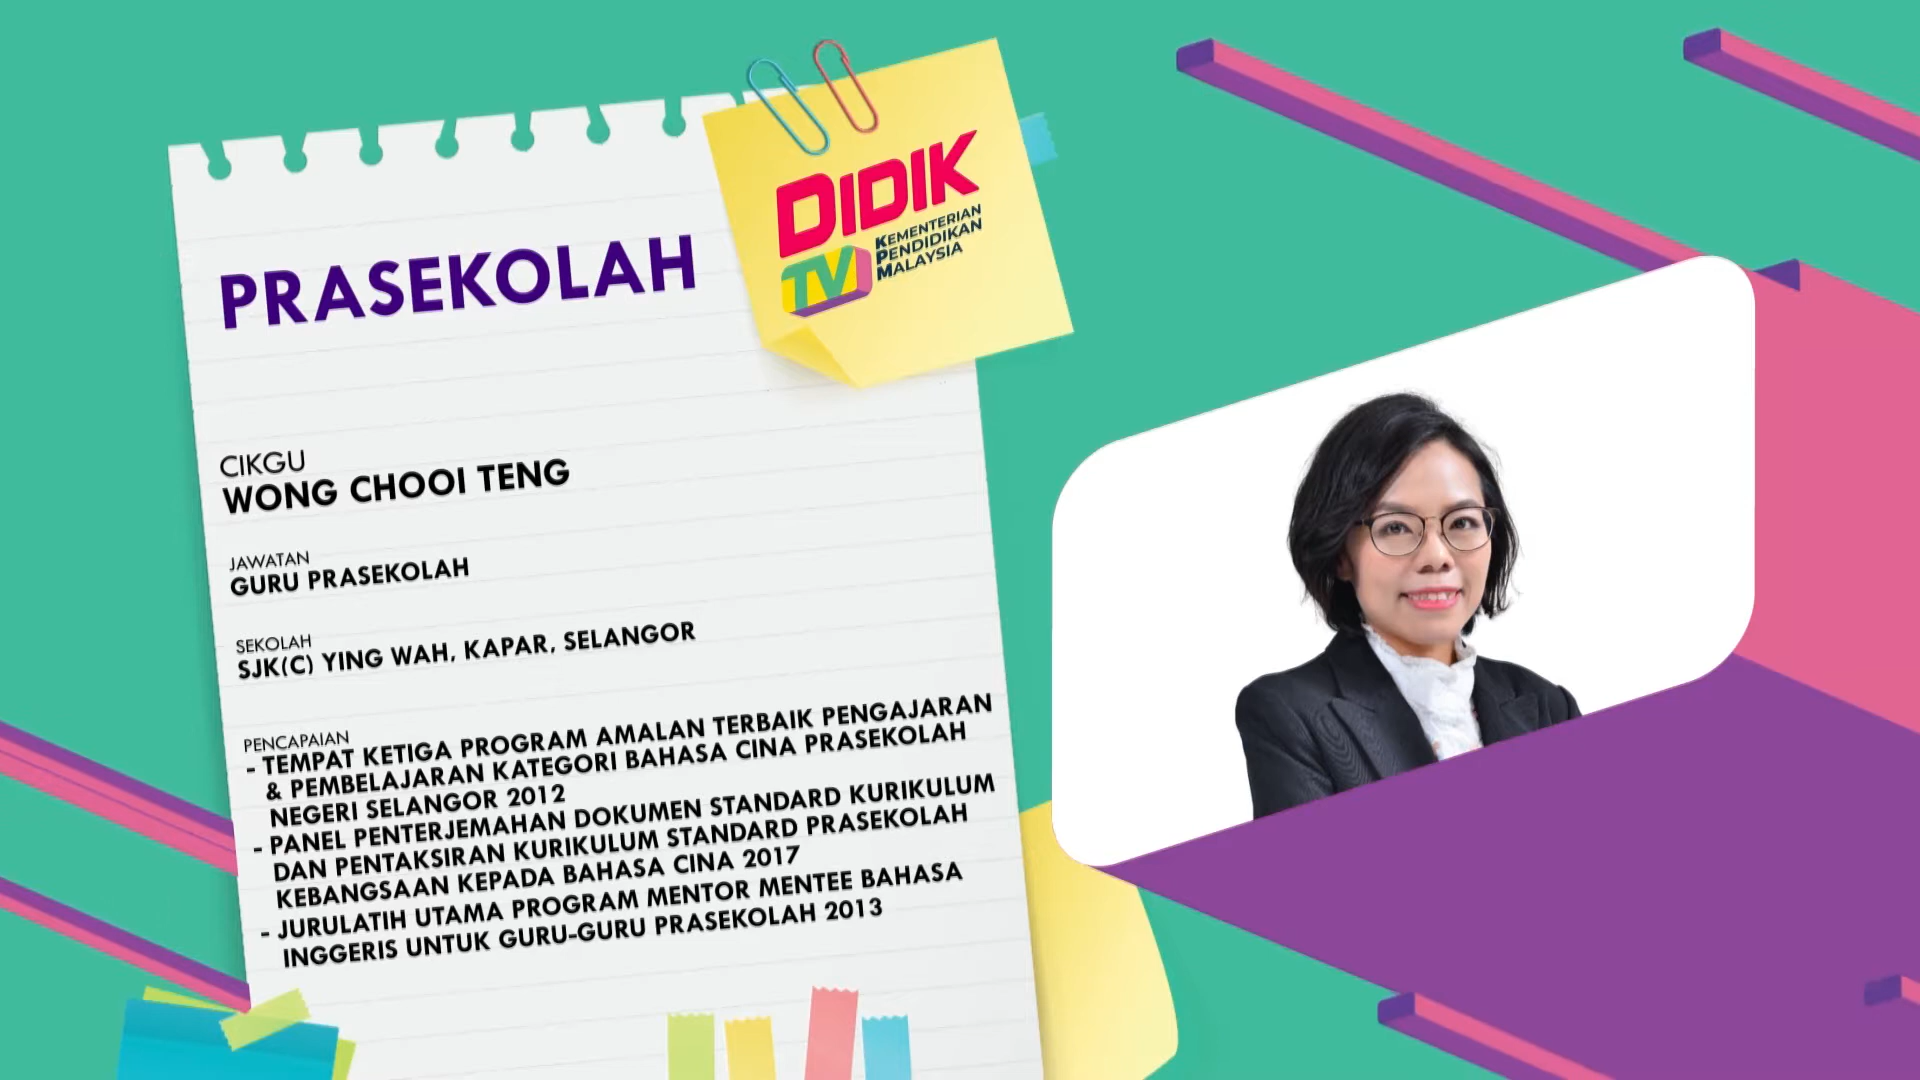 PRASEKOLAH
DIDIK
TV
KEMENTERIAN
PENDIDIKAN
MALAYSIA
CIKGU
WONG CHOOI TENG
JAWATAN
GURU PRASEKOLAH
SEKOLAH
SJK(C) YING WAH, KAPAR, SELANGOR
PENCAPAIAN
- TEMPAT KETIGA PROGRAM AMALAN TERBAIK PENGAJARAN
& PEMBELAJARAN KATEGORI BAHASA CINA PRASEKOLAH
NEGERI SELANGOR 2012
- PANEL PENTERJEMAHAN DOKUMEN STANDARD KURIKULUM
DAN PENTAKSIRAN KURIKULUM STANDARD PRASEKOLAH
KEBANGSAAN KEPADA BAHASA CINA 2017
- JURULATIH UTAMA PROGRAM MENTOR MENTEE BAHASA
INGGERIS UNTUK GURU-GURU PRASEKOLAH 2013